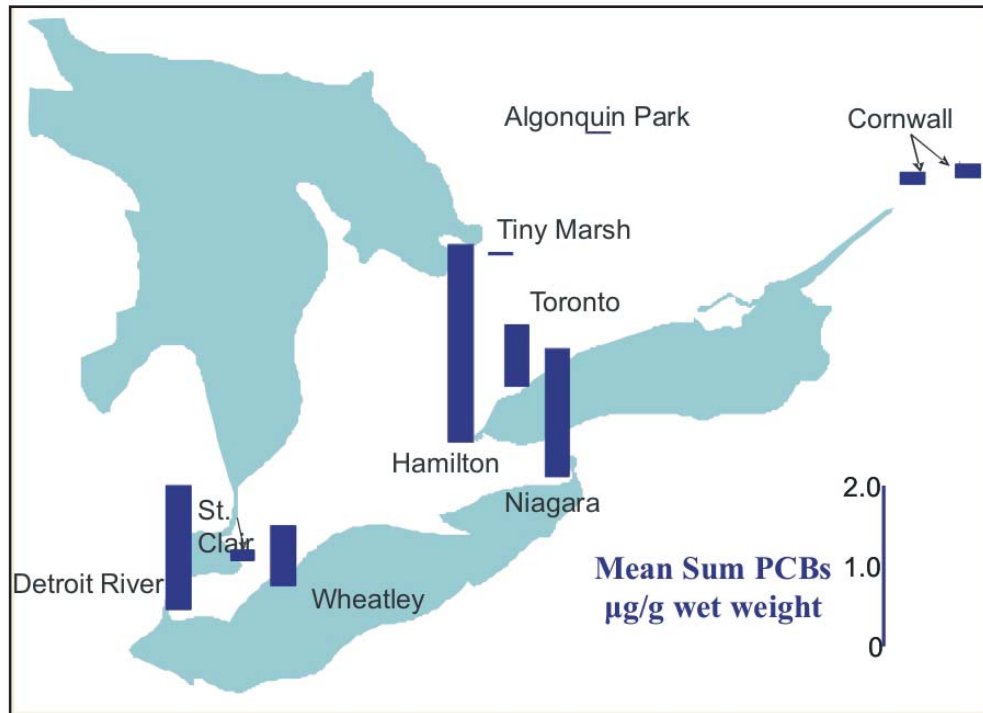 Algonquin Park
Cornwall
Tiny Marsh
Toronto
Hamilton
Niagara
St.
Clair
Detroit River
Wheatley
Mean Sum PCBs
µg/g wet weight
2.0
1.0
0